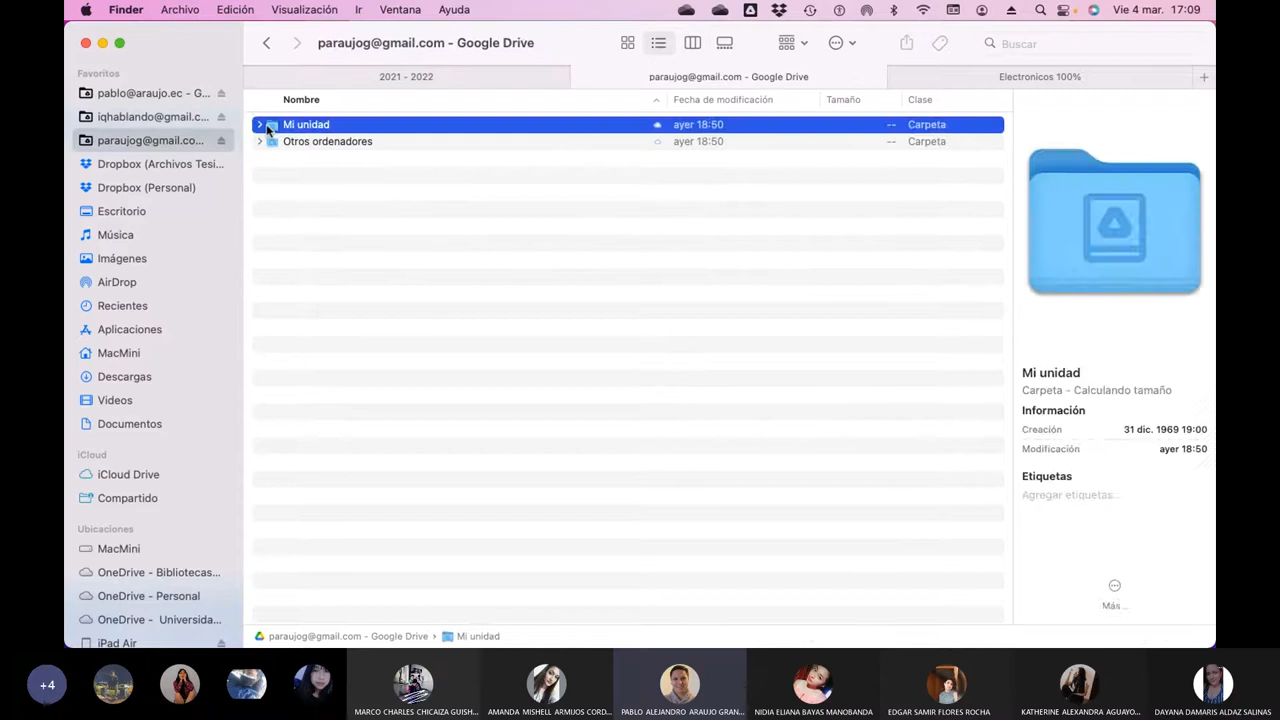 Finder Archivo Edición Visualización Ir Ventana Ayuda Vie 4 mar. 17:09
paraujog@gmail.com - Google Drive
Buscar
2021 - 2022
paraujog@gmail.com - Google Drive
Electronicos 100%
Favoritos
pablo@araujo.ec - G...
iqhablando@gmail.c...
paraujog@gmail.co...
Dropbox (Archivos Tesi...
Dropbox (Personal)
Escritorio
Música
Imágenes
AirDrop
Recientes
Aplicaciones
MacMini
Descargas
Videos
Documentos
iCloud
iCloud Drive
Compartido
Ubicaciones
MacMini
OneDrive - Bibliotecas...
OneDrive - Personal
OneDrive - Universida...
iPad Air
Nombre Fecha de modificación Tamaño Clase
Mi unidad ayer 18:50 -- Carpeta
Otros ordenadores ayer 18:50 -- Carpeta
Mi unidad
Carpeta - Calculando tamaño
Información
Creación 31 dic. 1969 19:00
Modificación ayer 18:50
Etiquetas
Agregar etiquetas...
Más...
paraujog@gmail.com - Google Drive › Mi unidad
+4
MARCO CHARLES CHICAIZA GUISH...
AMANDA MISHELL ARMIJOS CORD...
PABLO ALEJANDRO ARAUJO GRAN...
NIDIA ELIANA BAYAS MANOBANDA
EDGAR SAMIR FLORES ROCHA
KATHERINE ALEXANDRA AGUAYO...
DAYANA DAMARIS ALDAZ SALINAS